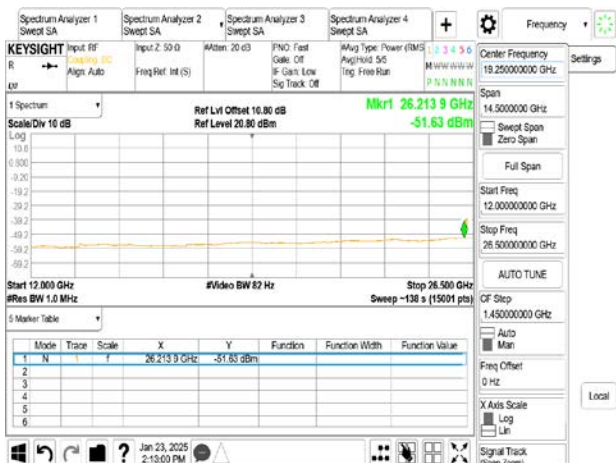 Spectrum Analyzer 1
Swept SA
Spectrum Analyzer 2
Swept SA
Spectrum Analyzer 3
Swept SA
Spectrum Analyzer 4
Swept SA
Frequency
KEYSIGHT
R
Input: RF
Coupling: DC
Align: Auto
Input Z: 50 Ω
Freq Ref: Int (S)
#Atten: 20 dB
PNO: Fast
Gate: Off
IF Gain: Low
Sig Track: Off
#Avg Type: Power (RMS
Avg|Hold: 5/5
Trig: Free Run
1 2 3 4 5 6
M W W W W W
P N N N N N
Center Frequency
19.250000000 GHz
Settings
Span
14.5000000 GHz
Swept Span
Zero Span
Full Span
Start Freq
12.000000000 GHz
Stop Freq
26.500000000 GHz
AUTO TUNE
CF Step
1.450000000 GHz
Auto
Man
Freq Offset
0 Hz
X Axis Scale
Log
Lin
Local
Signal Track
1 Spectrum
Scale/Div 10 dB
Ref Lvl Offset 10.80 dB
Ref Level 20.80 dBm
Mkr1 26.213 9 GHz
-51.63 dBm
Log
10.8
0.800
-9.20
-19.2
-29.2
-39.2
-49.2
-59.2
-69.2
Start 12.000 GHz
#Res BW 1.0 MHz
#Video BW 82 Hz
Stop 26.500 GHz
Sweep ~138 s (15001 pts)
5 Marker Table
Mode Trace Scale X Y Function Function Width Function Value
1 N 1 f 26.213 9 GHz -51.63 dBm
2
3
4
5
6
Jan 23, 2025
2:13:00 PM